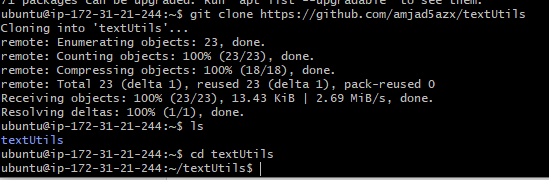 71 packages can be upgraded. Run 'apt list --upgradable' to see them.
ubuntu@ip-172-31-21-244:~$ git clone https://github.com/amjad5azx/textUtils
Cloning into 'textUtils'...
remote: Enumerating objects: 23, done.
remote: Counting objects: 100% (23/23), done.
remote: Compressing objects: 100% (18/18), done.
remote: Total 23 (delta 1), reused 23 (delta 1), pack-reused 0
Receiving objects: 100% (23/23), 13.43 KiB | 2.69 MiB/s, done.
Resolving deltas: 100% (1/1), done.
ubuntu@ip-172-31-21-244:~$ ls
textUtils
ubuntu@ip-172-31-21-244:~$ cd textUtils
ubuntu@ip-172-31-21-244:~/textUtils$